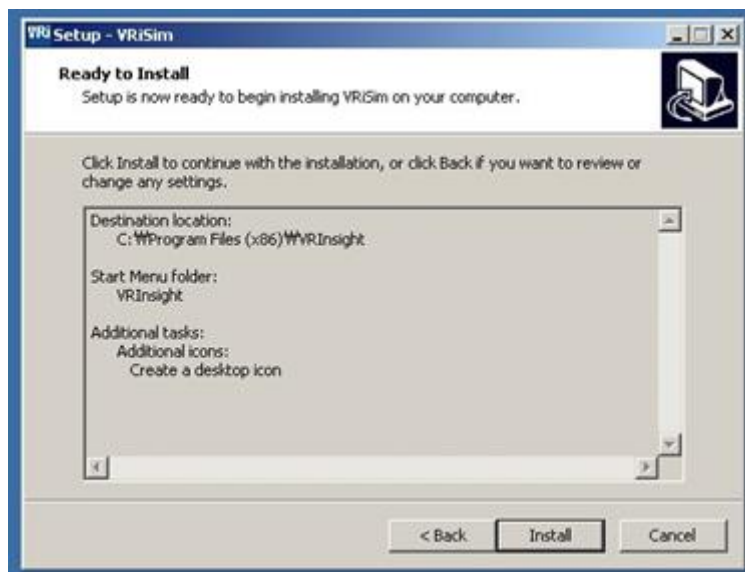 VRi Setup - VRiSim
Ready to Install
Setup is now ready to begin installing VRiSim on your computer.
Click Install to continue with the installation, or click Back if you want to review or
change any settings.
Destination location:
C:₩Program Files (x86)₩VRInsight
Start Menu folder:
VRInsight
Additional tasks:
Additional icons:
Create a desktop icon
< Back
Install
Cancel